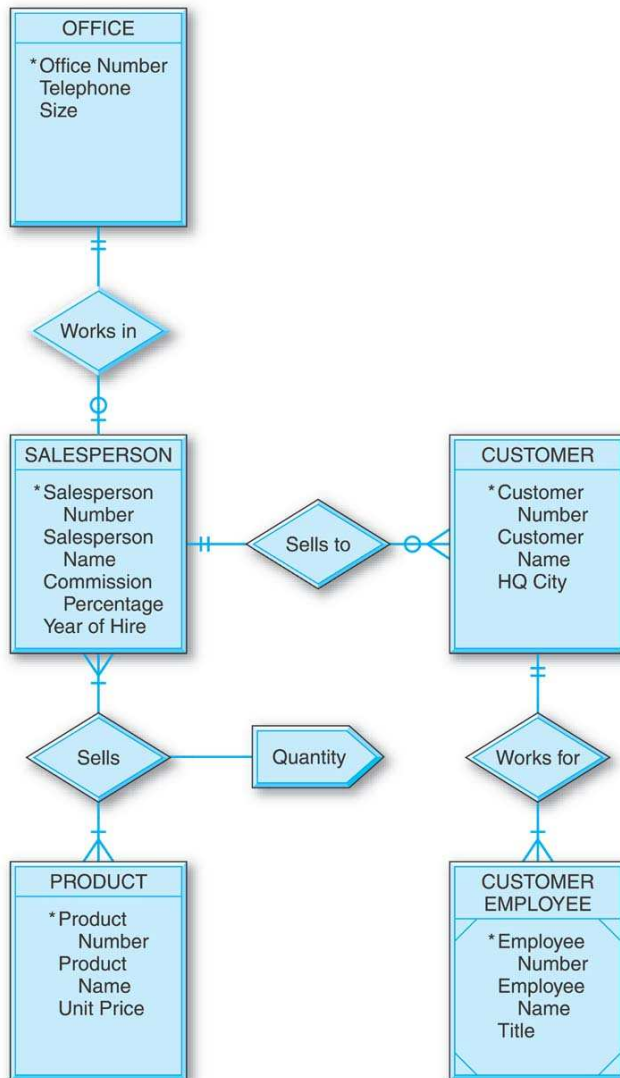 OFFICE
*Office Number
Telephone
Size
Works in
SALESPERSON
*Salesperson
Number
Salesperson
Name
Commission
Percentage
Year of Hire
Sells to
CUSTOMER
*Customer
Number
Customer
Name
HQ City
Sells
Quantity
Works for
PRODUCT
*Product
Number
Product
Name
Unit Price
CUSTOMER
EMPLOYEE
*Employee
Number
Employee
Name
Title